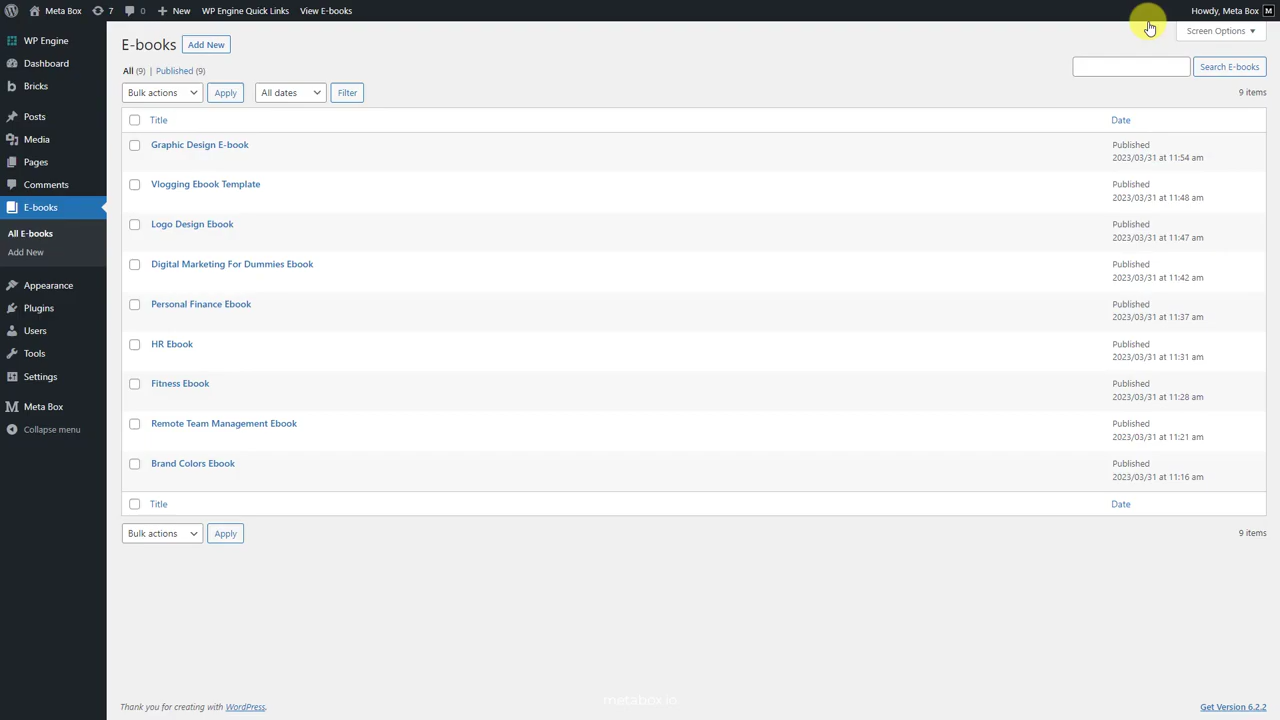 Meta Box 7 0 New WP Engine Quick Links View E-books Howdy, Meta Box M
WP Engine
Dashboard
Bricks
Posts
Media
Pages
Comments
E-books
All E-books
Add New
Appearance
Plugins
Users
Tools
Settings
Meta Box
Collapse menu
Screen Options
E-books Add New
All (9) | Published (9)
Search E-books
Bulk actions Apply All dates Filter 9 items
Title Date
Graphic Design E-book Published
2023/03/31 at 11:54 am
Vlogging Ebook Template Published
2023/03/31 at 11:48 am
Logo Design Ebook Published
2023/03/31 at 11:47 am
Digital Marketing For Dummies Ebook Published
2023/03/31 at 11:42 am
Personal Finance Ebook Published
2023/03/31 at 11:37 am
HR Ebook Published
2023/03/31 at 11:31 am
Fitness Ebook Published
2023/03/31 at 11:28 am
Remote Team Management Ebook Published
2023/03/31 at 11:21 am
Brand Colors Ebook Published
2023/03/31 at 11:16 am
Title Date
Bulk actions Apply 9 items
metabox.io
Thank you for creating with WordPress. Get Version 6.2.2